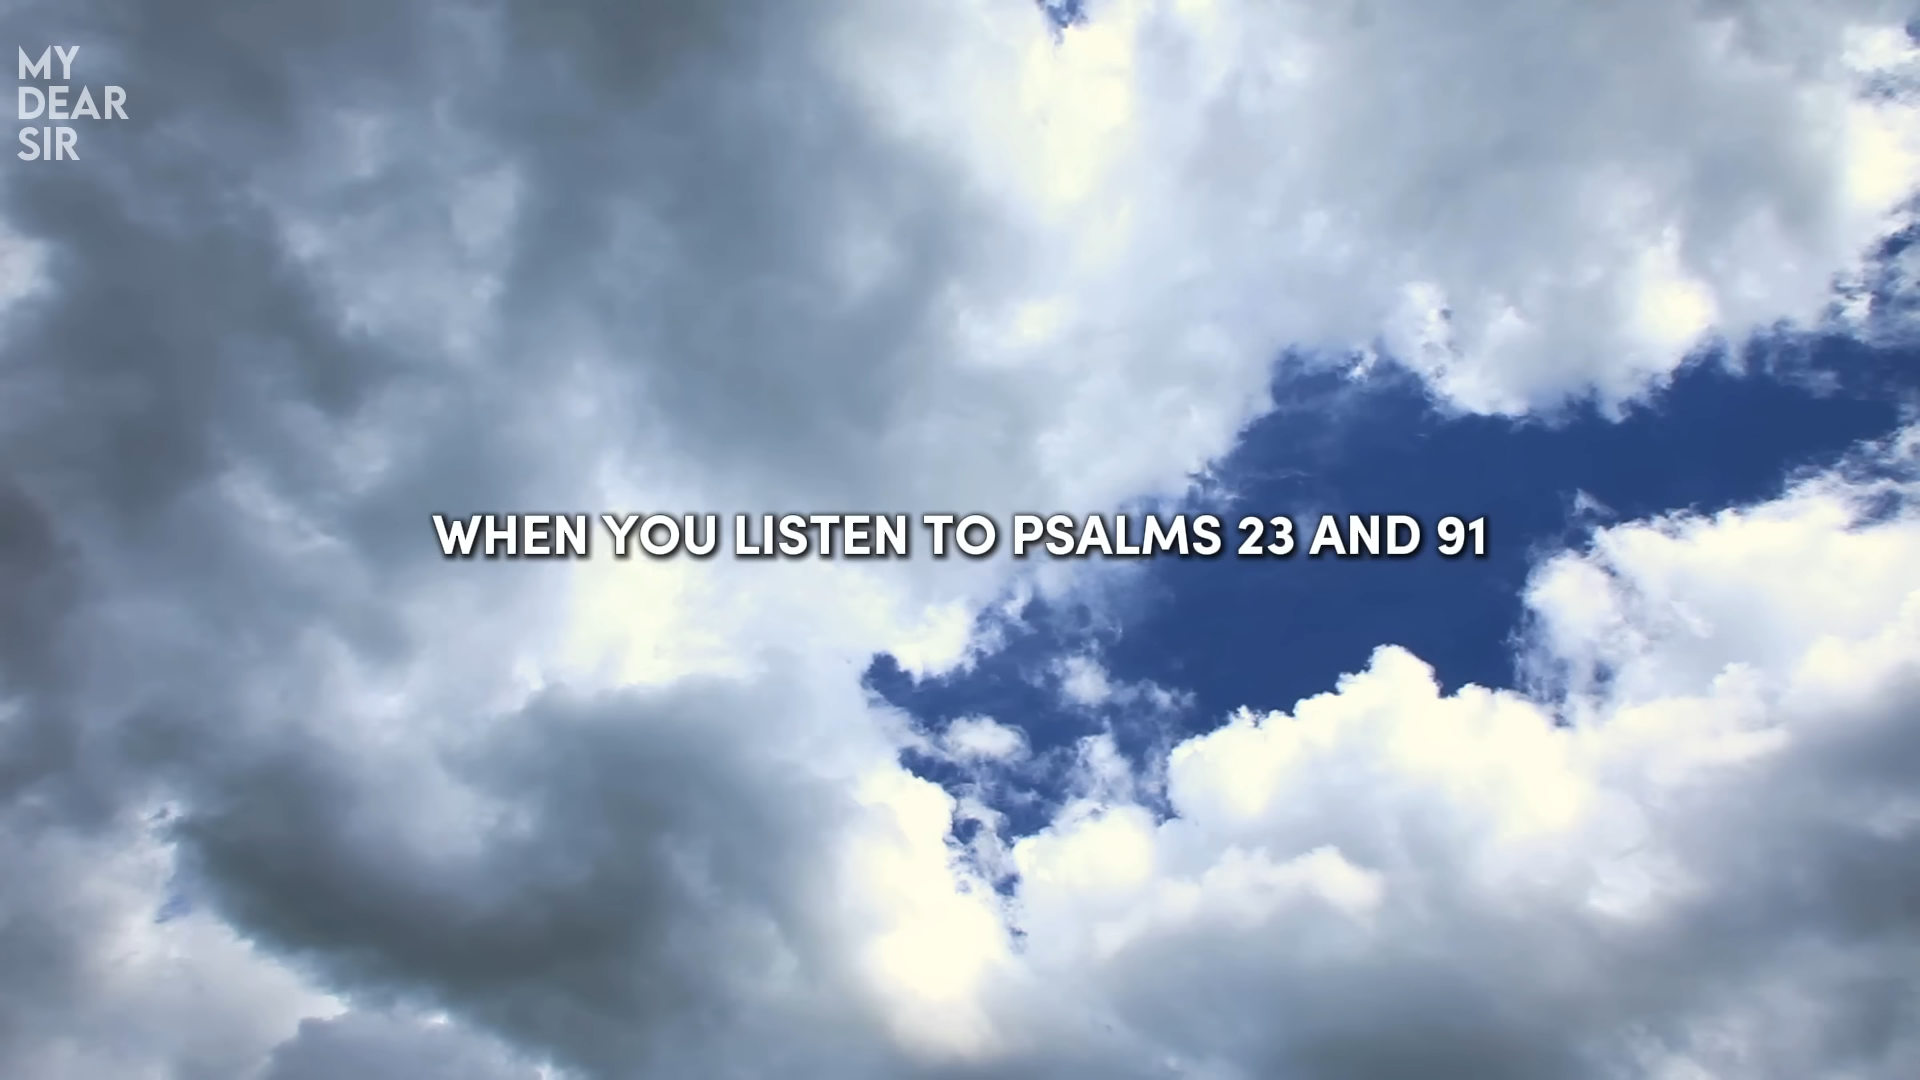 MY
DEAR
SIR
WHEN YOU LISTEN TO PSALMS 23 AND 91